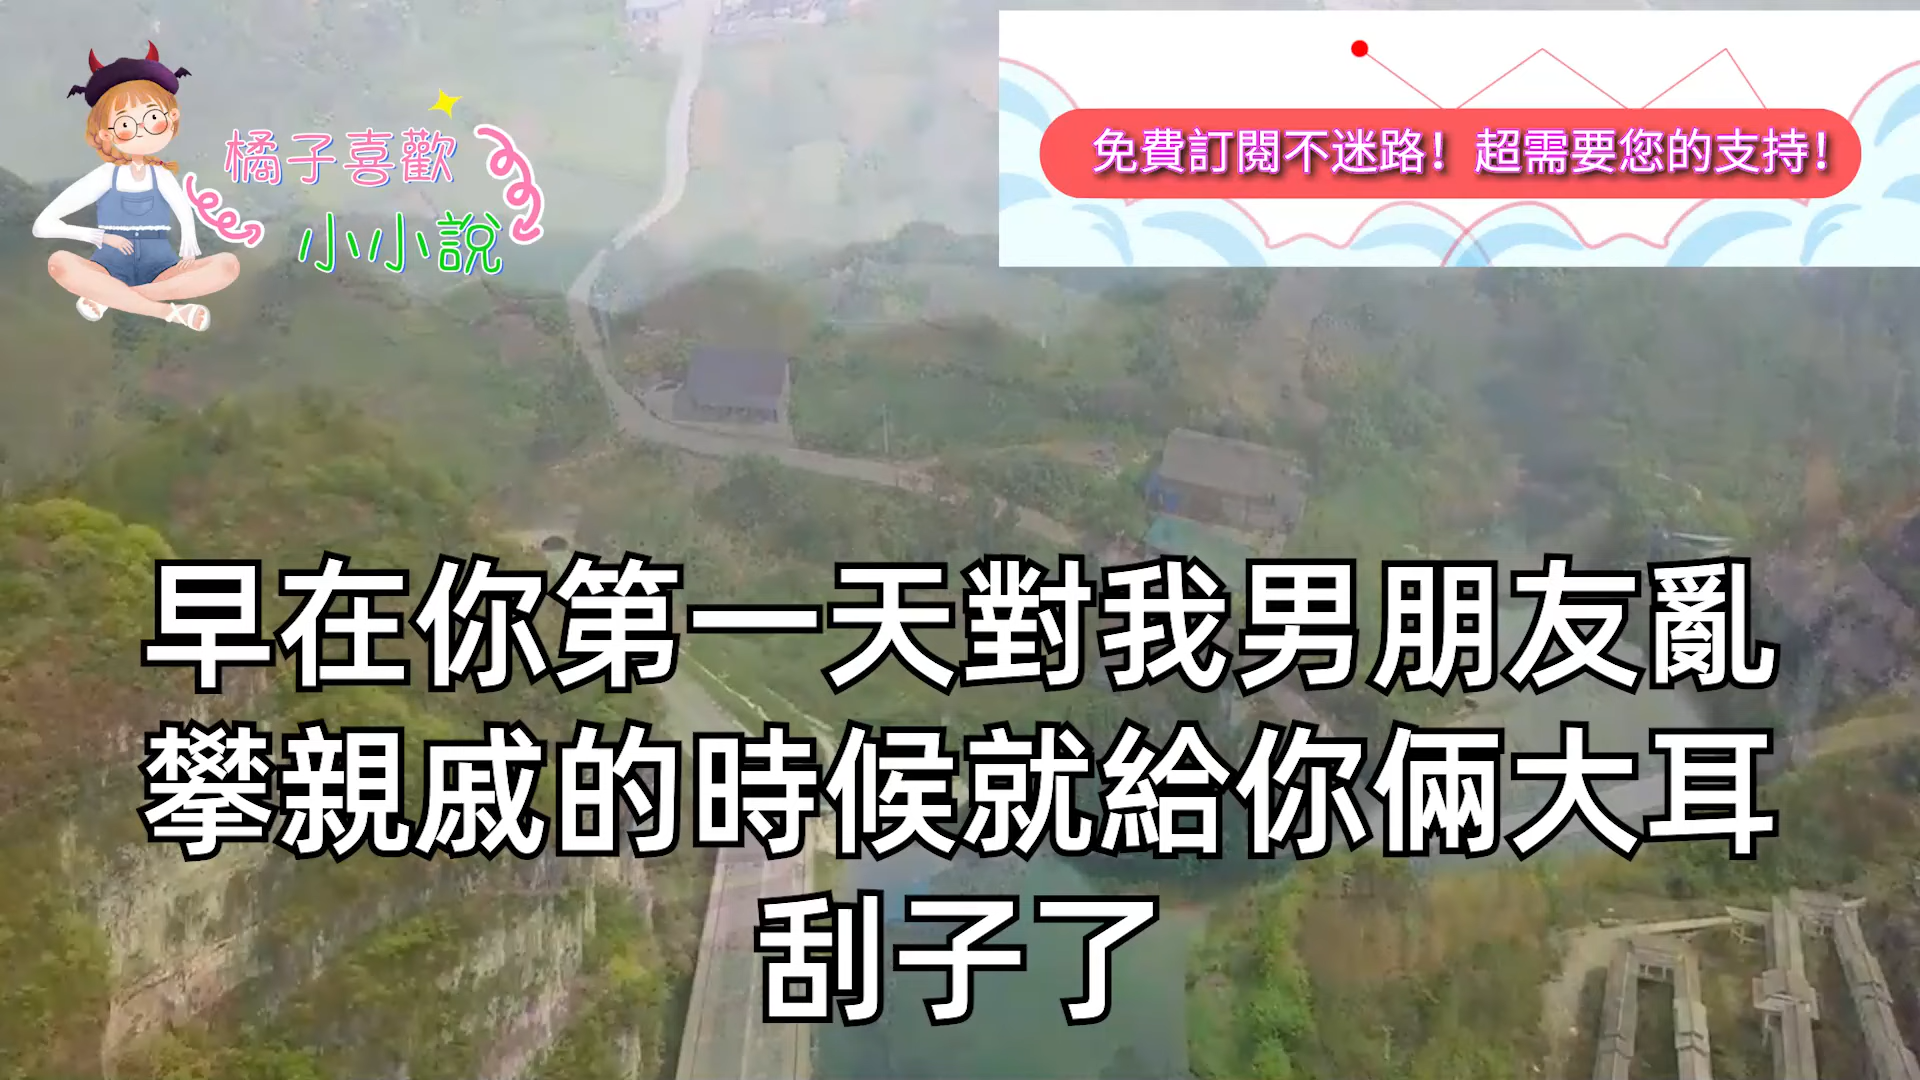 橘子喜歡
小小說
免費訂閱不迷路！超需要您的支持！
早在你第一天對我男朋友亂
攀親戚的時候就給你倆大耳
刮子了